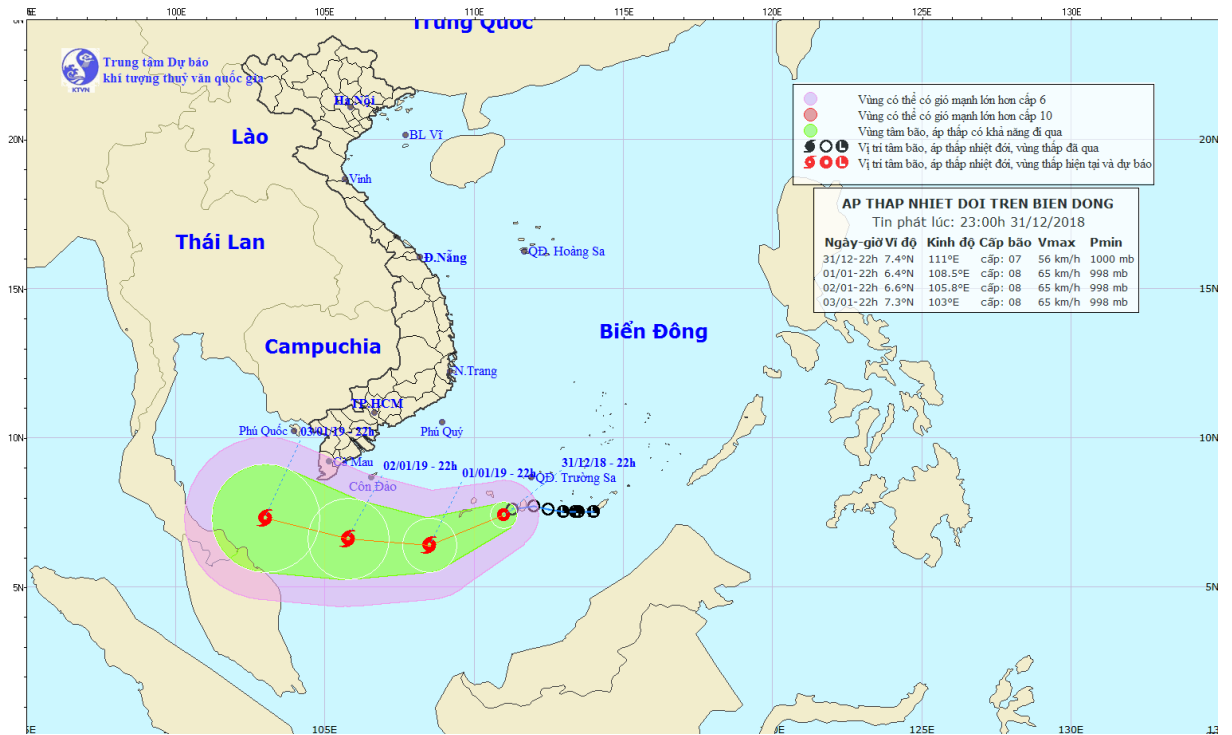 100E 105E 110E 115E 120E 125E 130E
Trung Quốc
Trung tâm Dự báo
khí tượng thuỷ văn quốc gia
KTVN
Hà Nội
Lào
BL Vĩ
20N 20N
Vinh
Thái Lan
Đ.Nẵng
QĐ. Hoàng Sa
15N 15N
Biển Đông
Campuchia
N.Trang
TP.HCM
Phú Quốc
Phú Quý
10N 10N
03/01/19 - 22h
Cà Mau
02/01/19 - 22h
01/01/19 - 22h
31/12/18 - 22h
Côn Đảo
QĐ. Trường Sa
5N 5N
105E 110E 115E 120E 125E 130E
Vùng có thể có gió mạnh lớn hơn cấp 6
Vùng có thể có gió mạnh lớn hơn cấp 10
Vùng tâm bão, áp thấp có khả năng đi qua
Vị trí tâm bão, áp thấp nhiệt đới, vùng thấp đã qua
Vị trí tâm bão, áp thấp nhiệt đới, vùng thấp hiện tại và dự báo
AP THAP NHIET DOI TREN BIEN DONG
Tin phát lúc: 23:00h 31/12/2018
Ngày-giờ Vĩ độ Kinh độ Cấp bão Vmax Pmin
31/12-22h 7.4°N 111°E cấp: 07 56 km/h 1000 mb
01/01-22h 6.4°N 108.5°E cấp: 08 65 km/h 998 mb
02/01-22h 6.6°N 105.8°E cấp: 08 65 km/h 998 mb
03/01-22h 7.3°N 103°E cấp: 08 65 km/h 998 mb